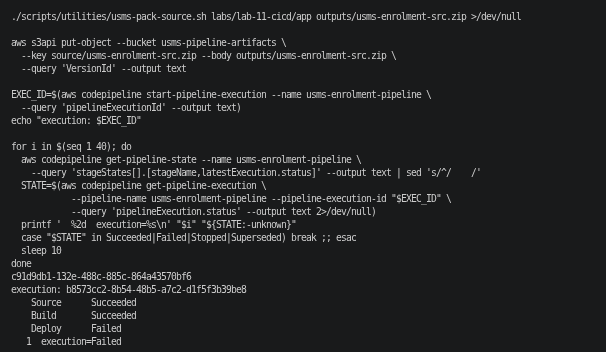 ./scripts/utilities/usms-pack-source.sh labs/lab-11-cicd/app outputs/usms-enrolment-src.zip >/dev/null
aws s3api put-object --bucket usms-pipeline-artifacts \
--key source/usms-enrolment-src.zip --body outputs/usms-enrolment-src.zip \
--query 'VersionId' --output text
EXEC_ID=$(aws codepipeline start-pipeline-execution --name usms-enrolment-pipeline \
--query 'pipelineExecutionId' --output text)
echo "execution: $EXEC_ID"
for i in $(seq 1 40); do
aws codepipeline get-pipeline-state --name usms-enrolment-pipeline \
--query 'stageStates[].[stageName,latestExecution.status]' --output text | sed 's/^/    /'
STATE=$(aws codepipeline get-pipeline-execution \
--pipeline-name usms-enrolment-pipeline --pipeline-execution-id "$EXEC_ID" \
--query 'pipelineExecution.status' --output text 2>/dev/null)
printf '  %2d  execution=%s\n' "$i" "${STATE:-unknown}"
case "$STATE" in Succeeded|Failed|Stopped|Superseded) break ;; esac
sleep 10
done
c91d9db1-132e-488c-885c-864a43570bf6
execution: b8573cc2-8b54-48b5-a7c2-d1f5f3b39be8
Source      Succeeded
Build       Succeeded
Deploy      Failed
1  execution=Failed